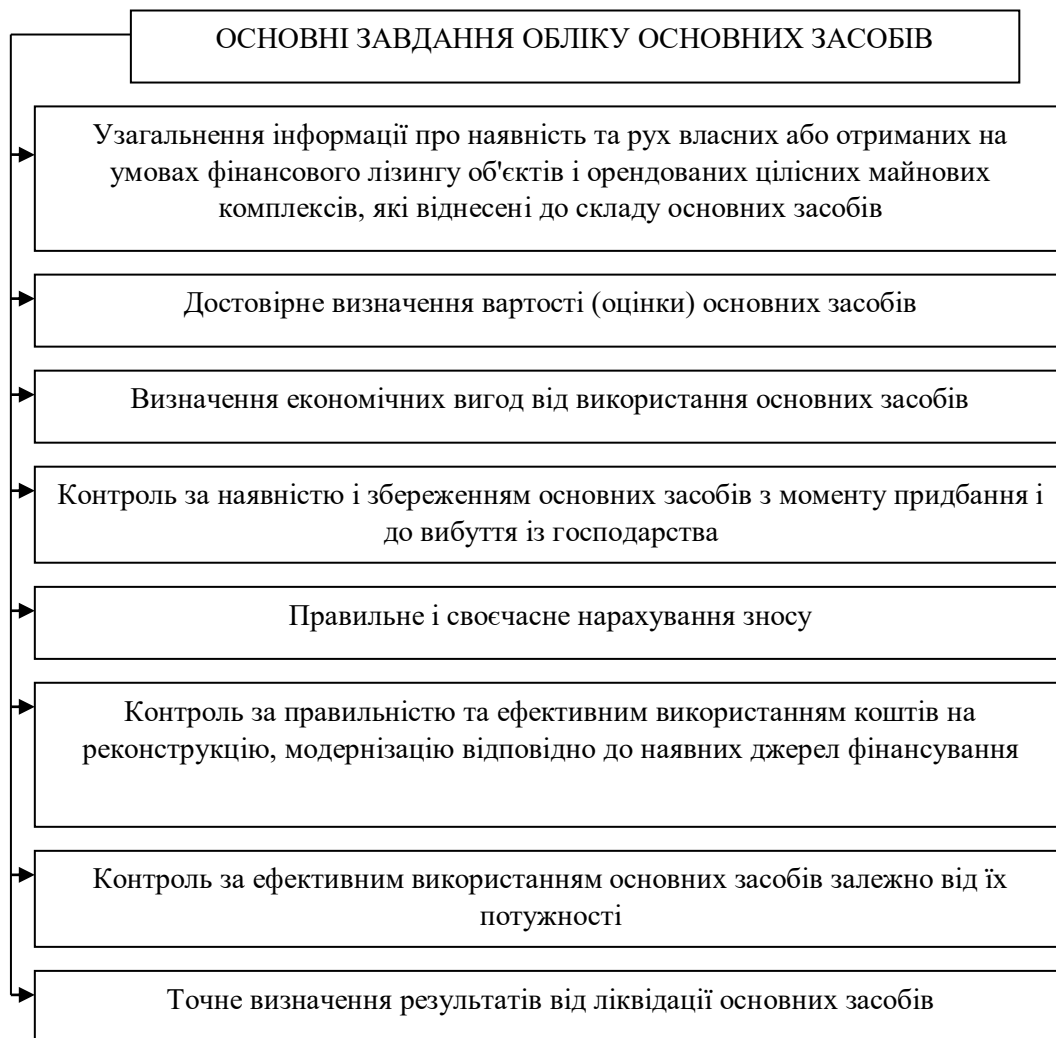 ОСНОВНІ ЗАВДАННЯ ОБЛІКУ ОСНОВНИХ ЗАСОБІВ
Узагальнення інформації про наявність та рух власних або отриманих на
умовах фінансового лізингу об'єктів і орендованих цілісних майнових
комплексів, які віднесені до складу основних засобів
Достовірне визначення вартості (оцінки) основних засобів
Визначення економічних вигод від використання основних засобів
Контроль за наявністю і збереженням основних засобів з моменту придбання і
до вибуття із господарства
Правильне і своєчасне нарахування зносу
Контроль за правильністю та ефективним використанням коштів на
реконструкцію, модернізацію відповідно до наявних джерел фінансування
Контроль за ефективним використанням основних засобів залежно від їх
потужності
Точне визначення результатів від ліквідації основних засобів